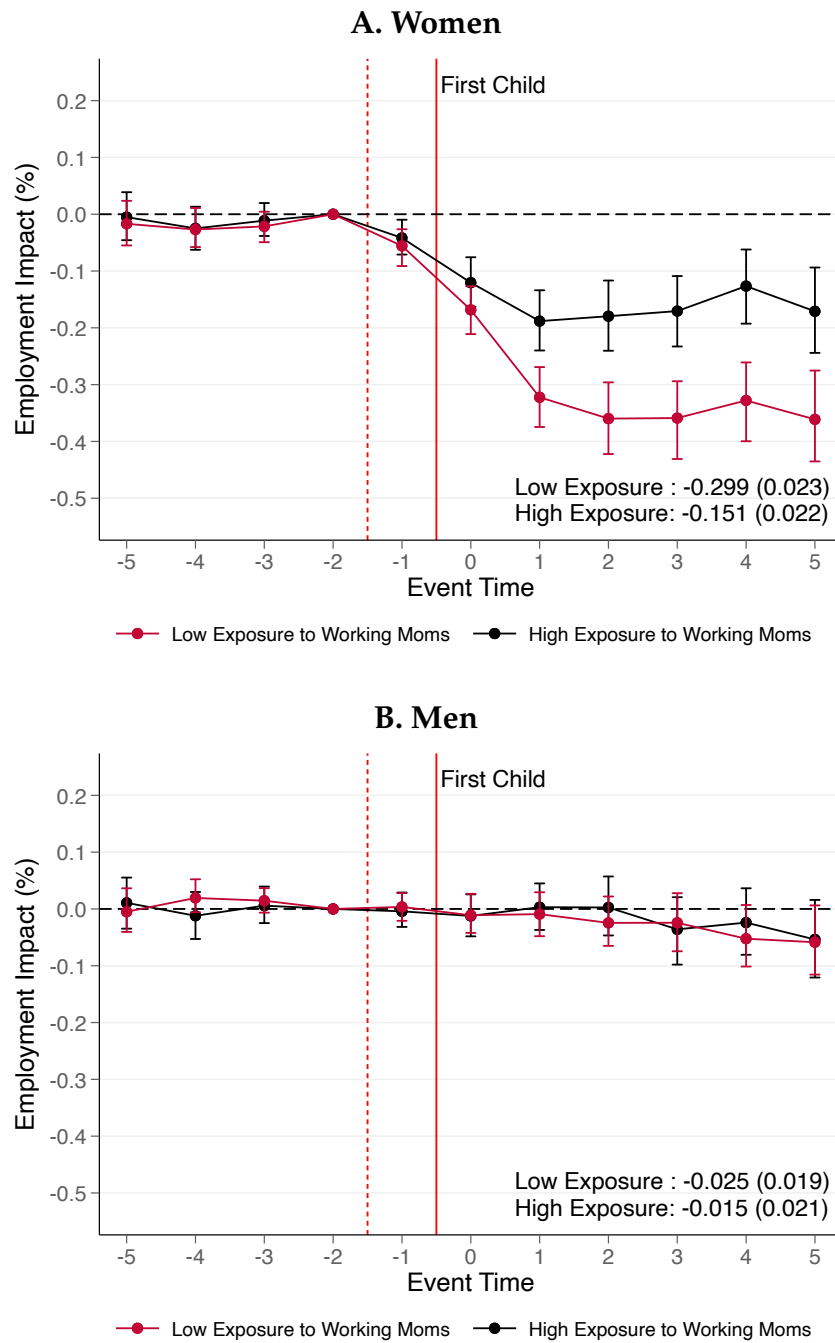 A. Women
First Child
0.2
0.1
0.0
-0.1
-0.2
-0.3
-0.4
-0.5
Employment Impact (%)
Low Exposure : -0.299 (0.023)
High Exposure: -0.151 (0.022)
-5 -4 -3 -2 -1 0 1 2 3 4 5
Event Time
Low Exposure to Working Moms High Exposure to Working Moms
B. Men
First Child
0.2
0.1
0.0
-0.1
-0.2
-0.3
-0.4
-0.5
Employment Impact (%)
Low Exposure : -0.025 (0.019)
High Exposure: -0.015 (0.021)
-5 -4 -3 -2 -1 0 1 2 3 4 5
Event Time
Low Exposure to Working Moms High Exposure to Working Moms